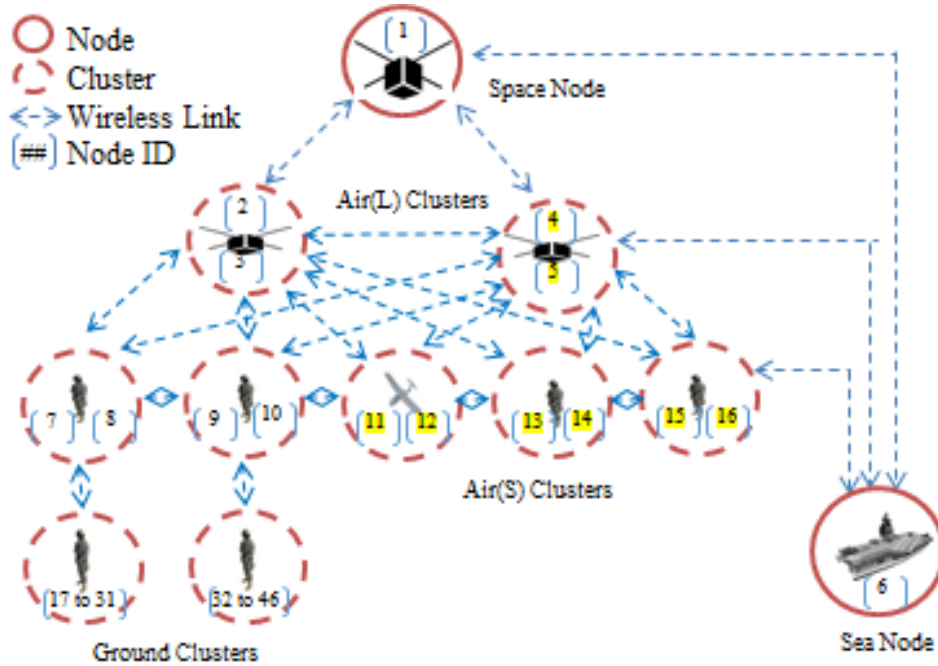 Node
Cluster
Wireless Link
[##] Node ID
[1]
Space Node
Air(L) Clusters
[2]
[3]
[4]
[5]
[7] [8]
[9] [10]
[11] [12]
[13] [14]
[15] [16]
Air(S) Clusters
[17 to 31]
[32 to 46]
[6]
Ground Clusters
Sea Node